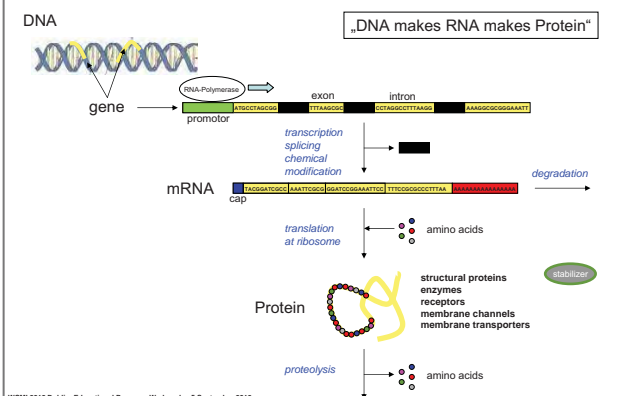 DNA
„DNA makes RNA makes Protein“
RNA-Polymerase
exon
intron
gene
ATGCCTAGCGG
TTTAAGCGC
CCTAGGCCTTTAAGG
AAAGGCGCGGGAAATT
promotor
transcription
splicing
chemical
modification
degradation
mRNA
TACGGATCGCC
AAATTCGCG
GGATCCGGAAATTCC
TTTCCGCGCCCTTTAA
AAAAAAAAAAAAAAAA
cap
translation
at ribosome
amino acids
structural proteins
enzymes
receptors
membrane channels
membrane transporters
stabilizer
Protein
proteolysis
amino acids